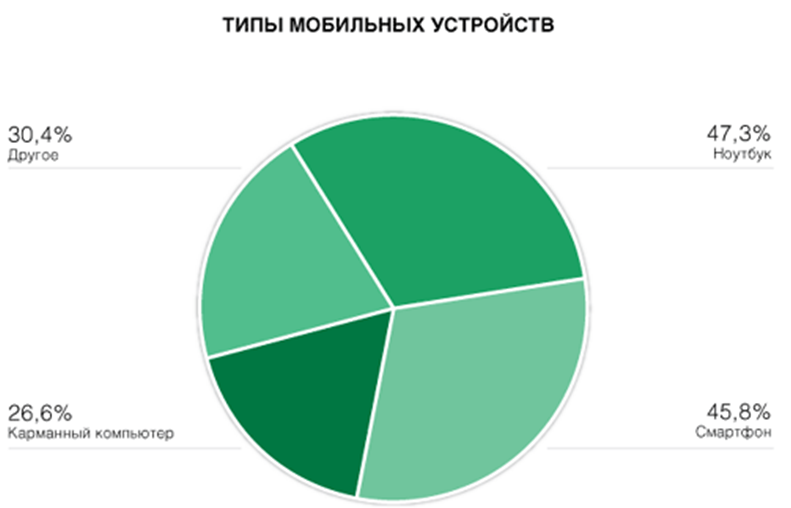 ТИПЫ МОБИЛЬНЫХ УСТРОЙСТВ
30,4%
Другое
47,3%
Ноутбук
26,6%
Карманный компьютер
45,8%
Смартфон